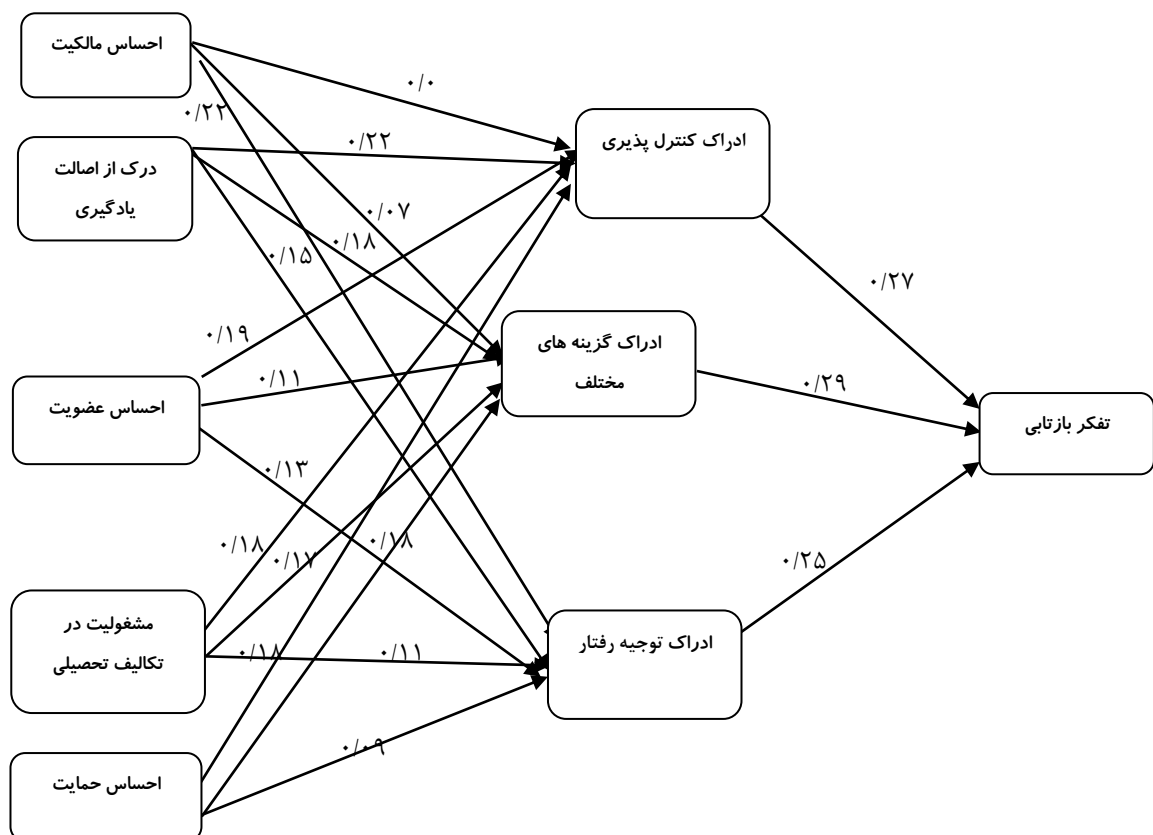 احساس مالکیت
۰/۰
۰/۲۲
ادراک کنترل پذیری
۰/۲۲
درک از اصالت
یادگیری
۰/۰۷
۰/۱۸
۰/۱۵
۰/۲۷
۰/۱۹
ادراک گزینه های
مختلف
۰/۱۱
۰/۲۹
احساس عضویت
تفکر بازتابی
۰/۱۳
۰/۱۸
۰/۱۷
۰/۱۸
۰/۲۵
مشغولیت در
تکالیف تحصیلی
۰/۱۸
۰/۱۱
ادراک توجیه رفتار
۰/۰۹
احساس حمایت